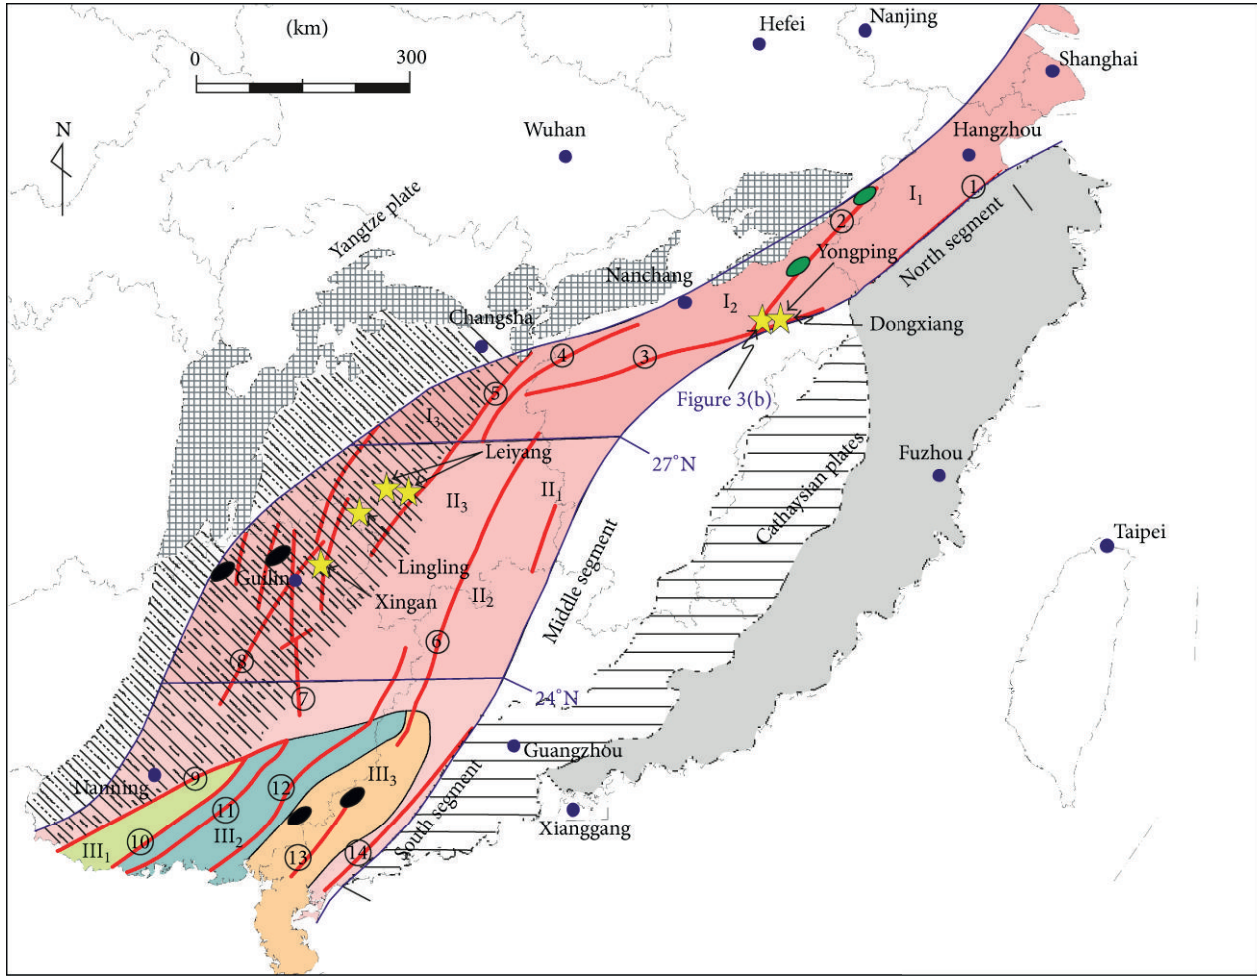 (km)
0
300
N
Hefei
Nanjing
Shanghai
Wuhan
Hangzhou
Yangtze plate
I1
1
2
North segment
Yongping
Nanchang
I2
Changsha
Dongxiang
4
3
5
Figure 3(b)
I3
Leiyang
27°N
Fuzhou
Cathaysian plates
II3
II1
Taipei
Guilin
Lingling
Xingan
II2
Middle segment
6
8
7
24°N
Guangzhou
Nanning
9
12
III3
11
Xianggang
South segment
10
III2
III1
13
14